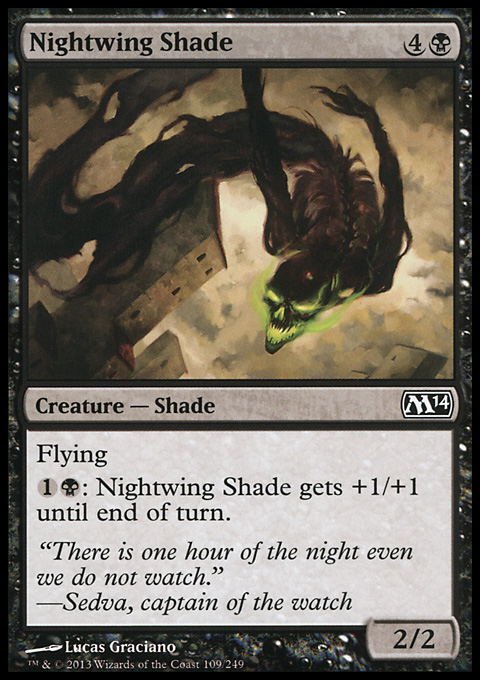 Nightwing Shade 4
Creature — Shade M14
Flying
1: Nightwing Shade gets +1/+1
until end of turn.
“There is one hour of the night even
we do not watch.”
—Sedva, captain of the watch
2/2
Lucas Graciano
™ & © 2013 Wizards of the Coast 109/249